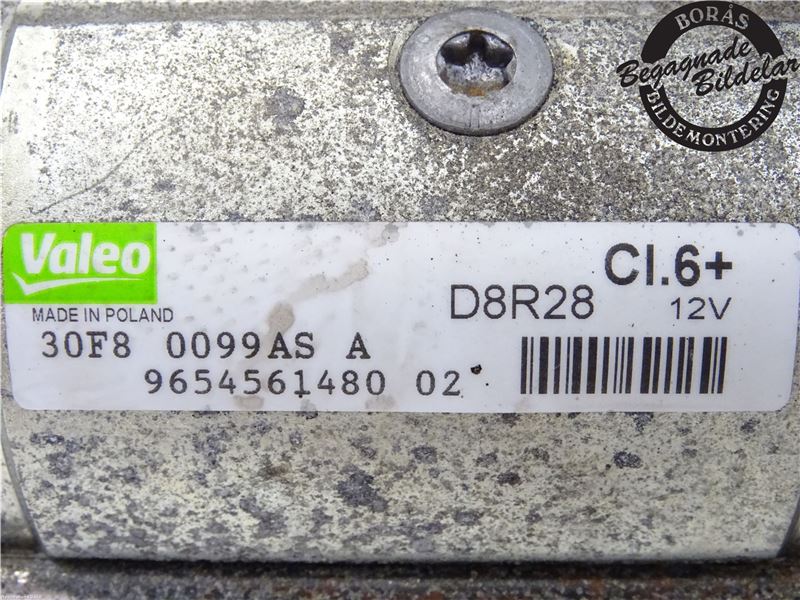 BORÅS
Begagnade
Bildelar
BILDEMONTERING
Valeo
MADE IN POLAND
Cl.6+
D8R28
12V
30F8 0099AS A
9654561480 02